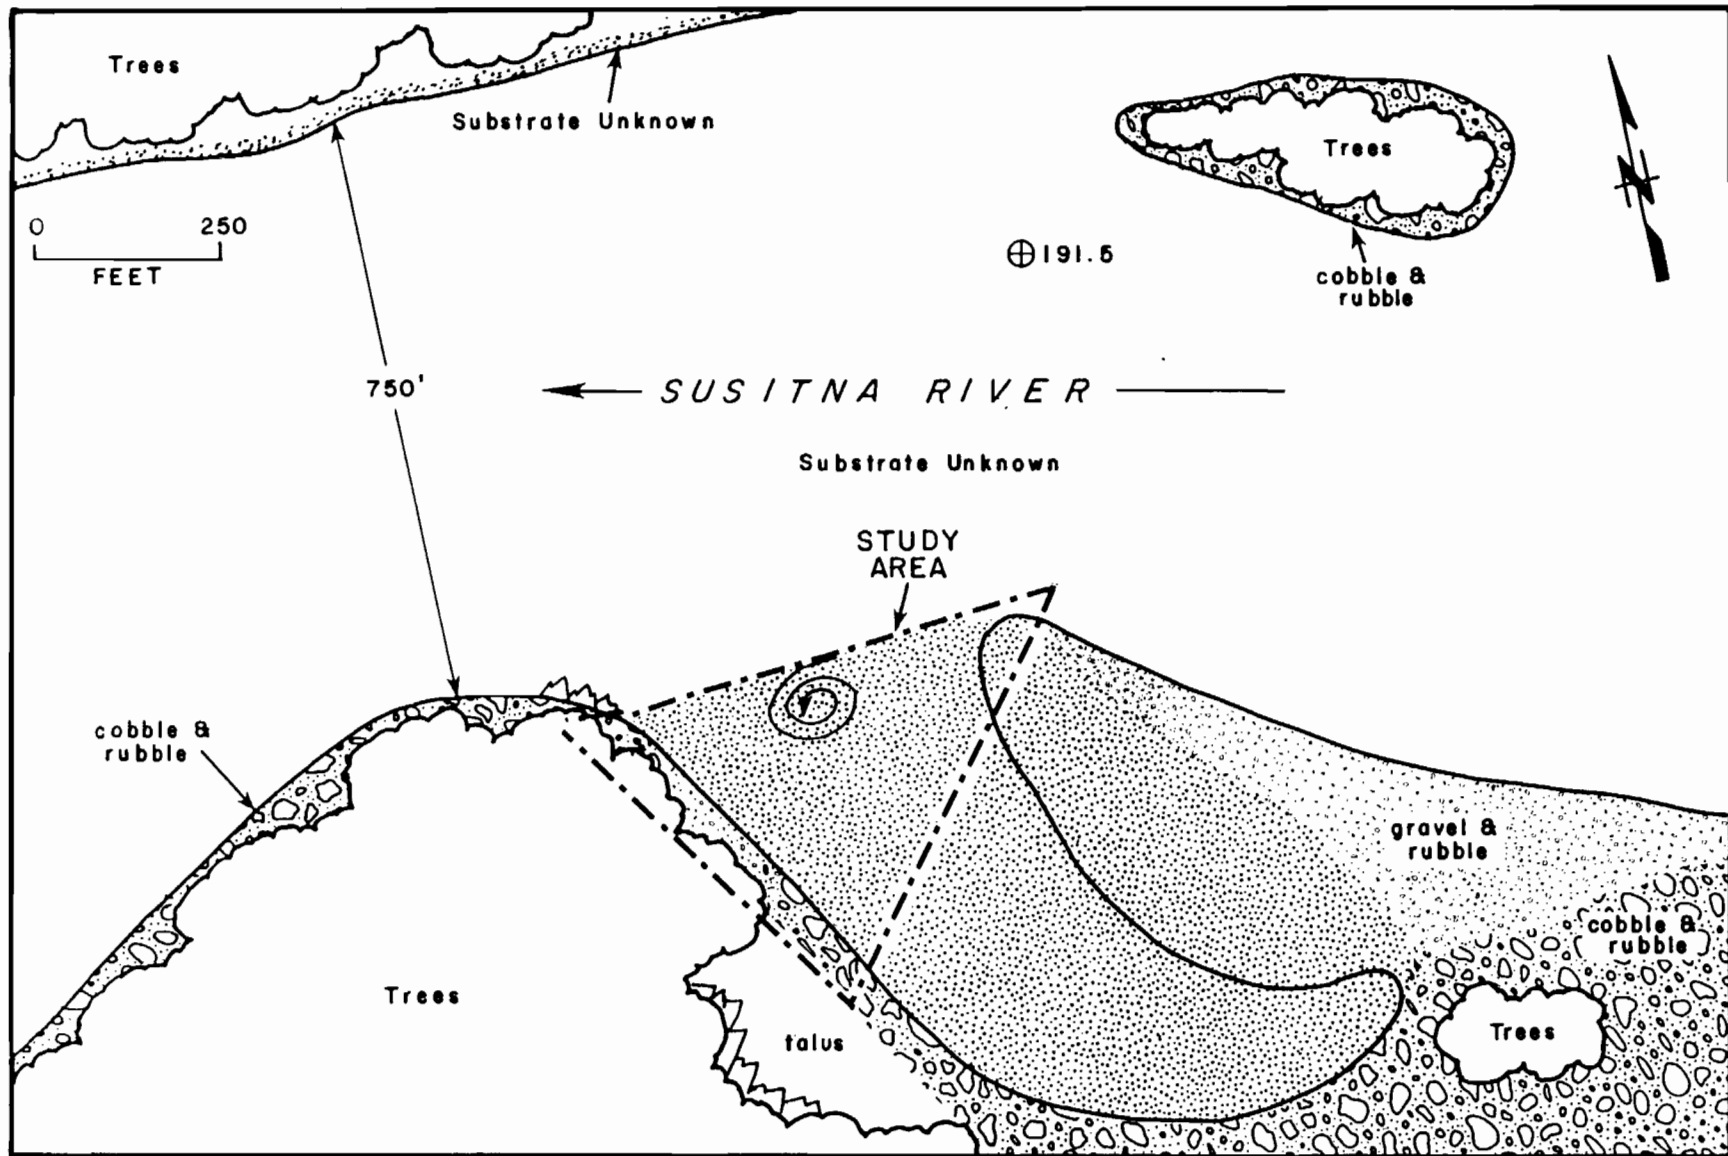 Trees
Substrate Unknown
Trees
N
0 250
FEET
⊕191.5
cobble &
rubble
750'
SUSITNA RIVER
Substrate Unknown
STUDY
AREA
cobble &
rubble
gravel &
rubble
cobble &
rubble
Trees
talus
Trees